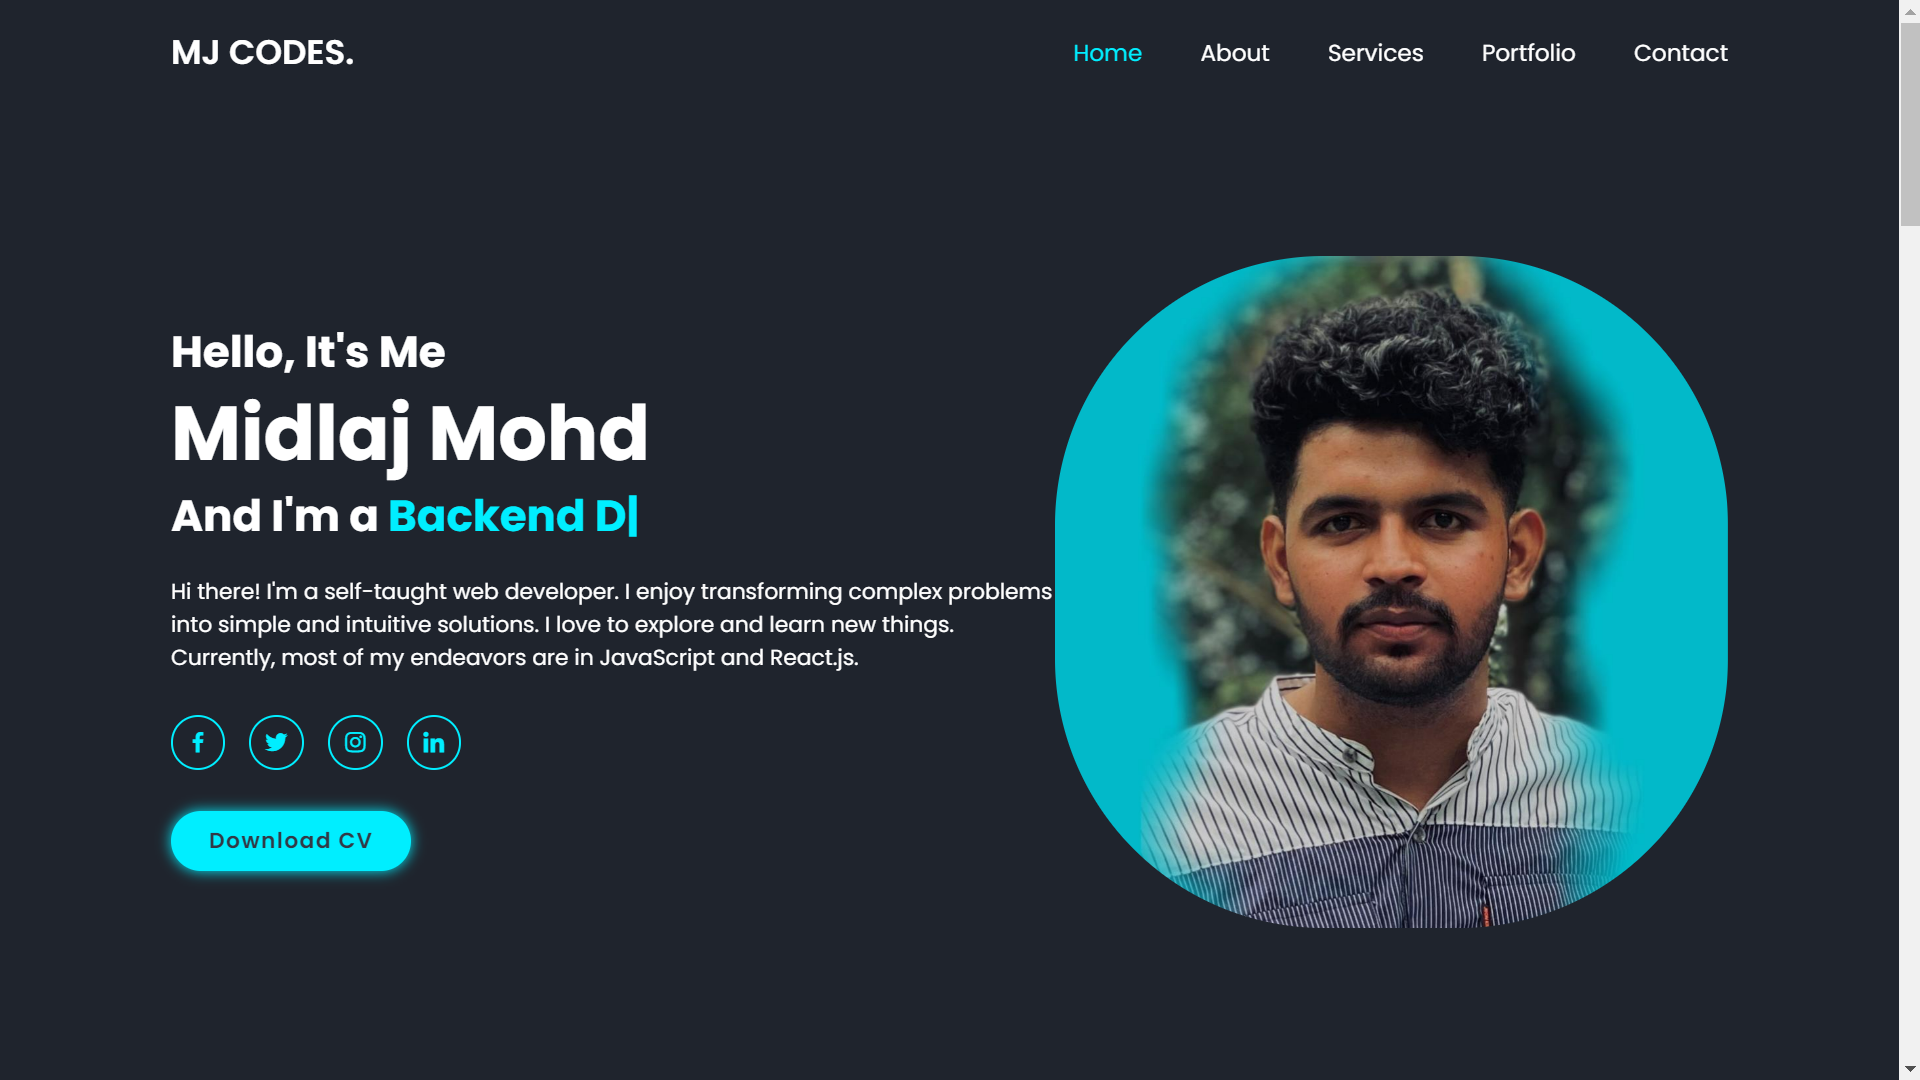 MJ CODES.
Home
About
Services
Portfolio
Contact
Hello, It's Me
Midlaj Mohd
And I'm a Backend D|
Hi there! I'm a self-taught web developer. I enjoy transforming complex problems
into simple and intuitive solutions. I love to explore and learn new things.
Currently, most of my endeavors are in JavaScript and React.js.
Download CV